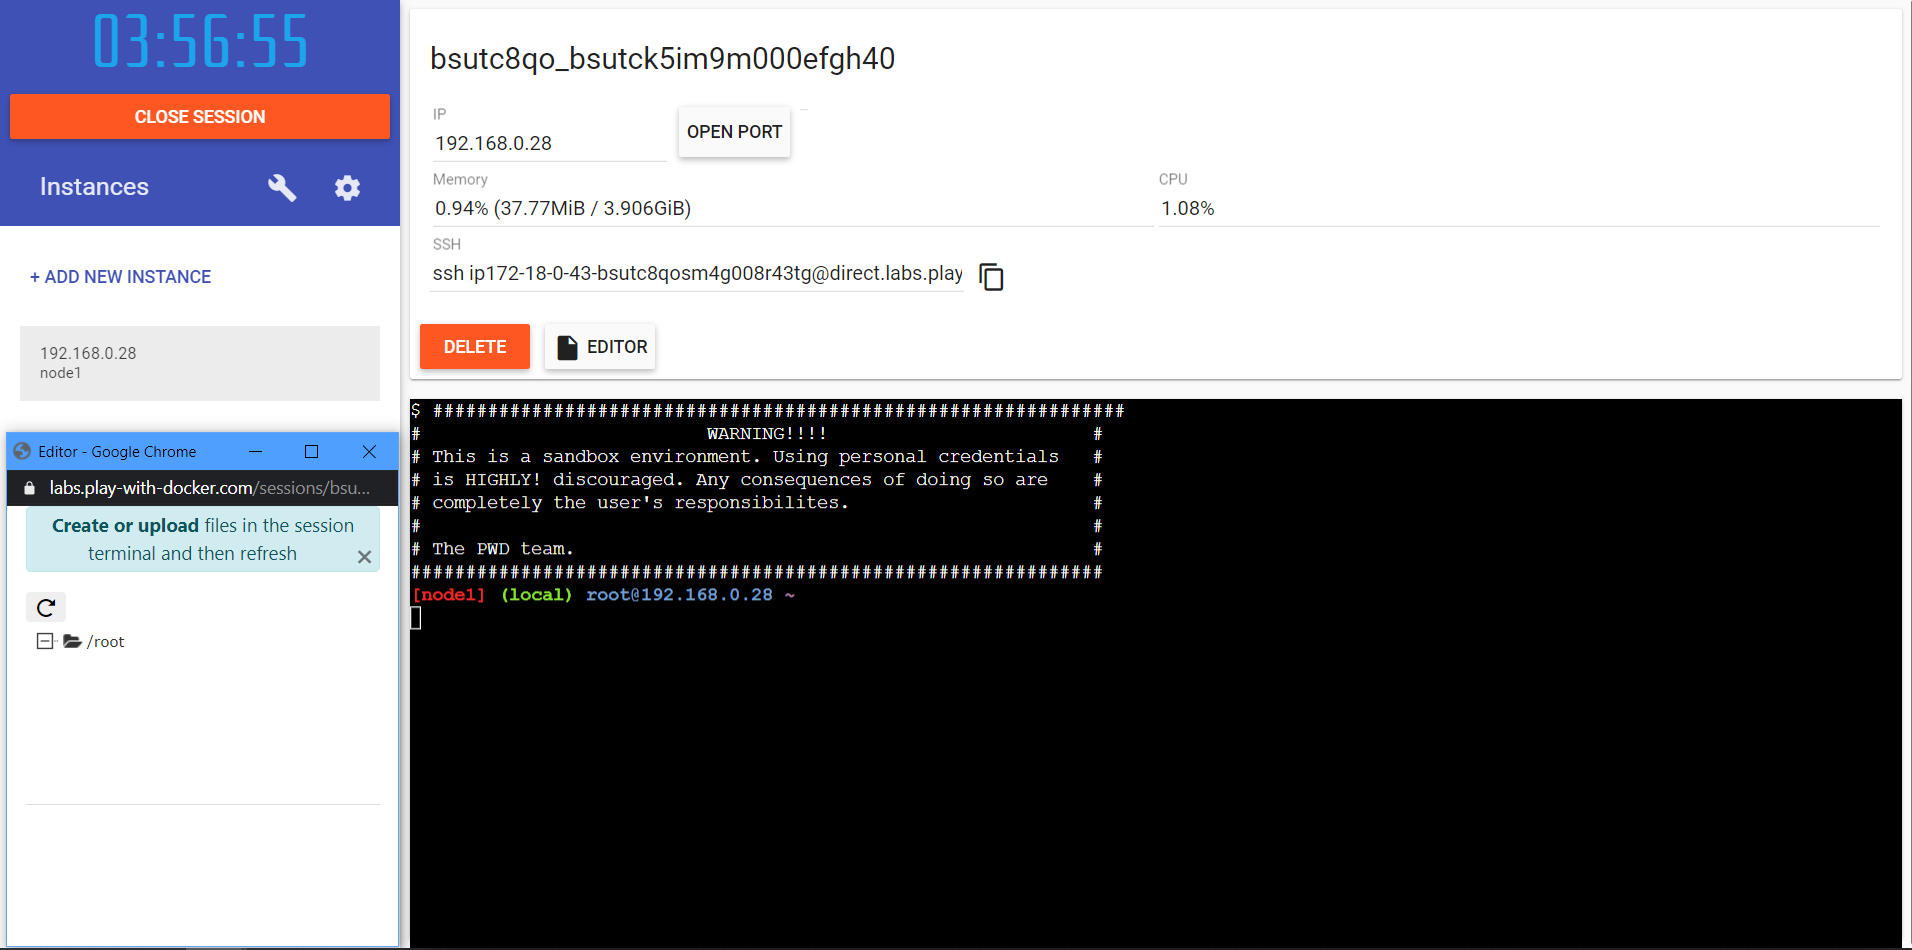 03:56:55
CLOSE SESSION
Instances
+ ADD NEW INSTANCE
192.168.0.28
node1
Editor - Google Chrome
labs.play-with-docker.com/sessions/bsu...
Create or upload files in the session
terminal and then refresh
/root
bsutc8qo_bsutck5im9m000efgh40
IP
192.168.0.28
OPEN PORT
Memory
0.94% (37.77MiB / 3.906GiB)
CPU
1.08%
SSH
ssh ip172-18-0-43-bsutc8qosm4g008r43tg@direct.labs.play
DELETE
EDITOR
$ ###############################################################
# WARNING!!!! #
# This is a sandbox environment. Using personal credentials #
# is HIGHLY! discouraged. Any consequences of doing so are #
# completely the user's responsibilites. #
# #
# The PWD team. #
###############################################################
[node1] (local) root@192.168.0.28 ~